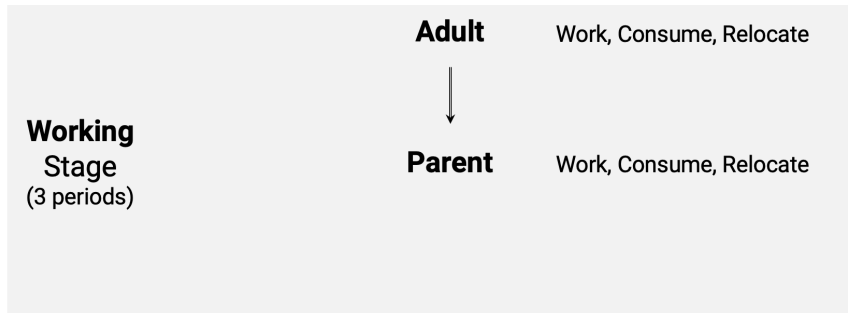 Adult Work, Consume, Relocate
Working
Stage
(3 periods)
Parent Work, Consume, Relocate